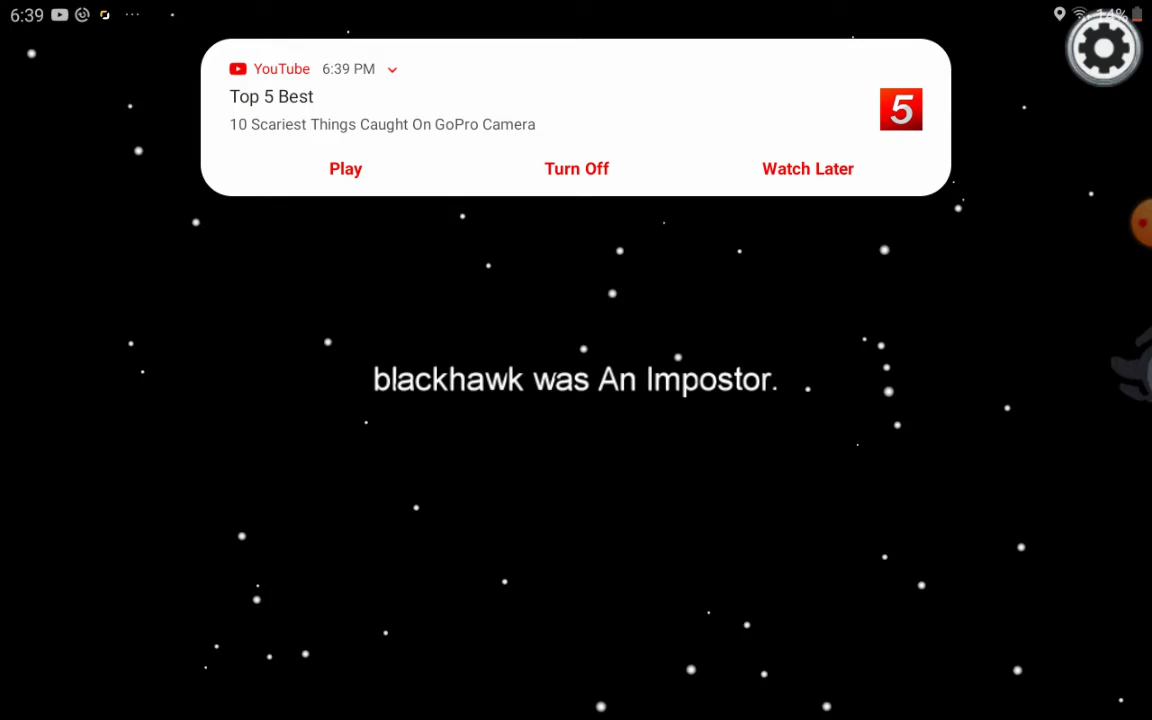 6:39
14%
YouTube 6:39 PM
Top 5 Best
5
10 Scariest Things Caught On GoPro Camera
Play Turn Off Watch Later
blackhawk was An Impostor.